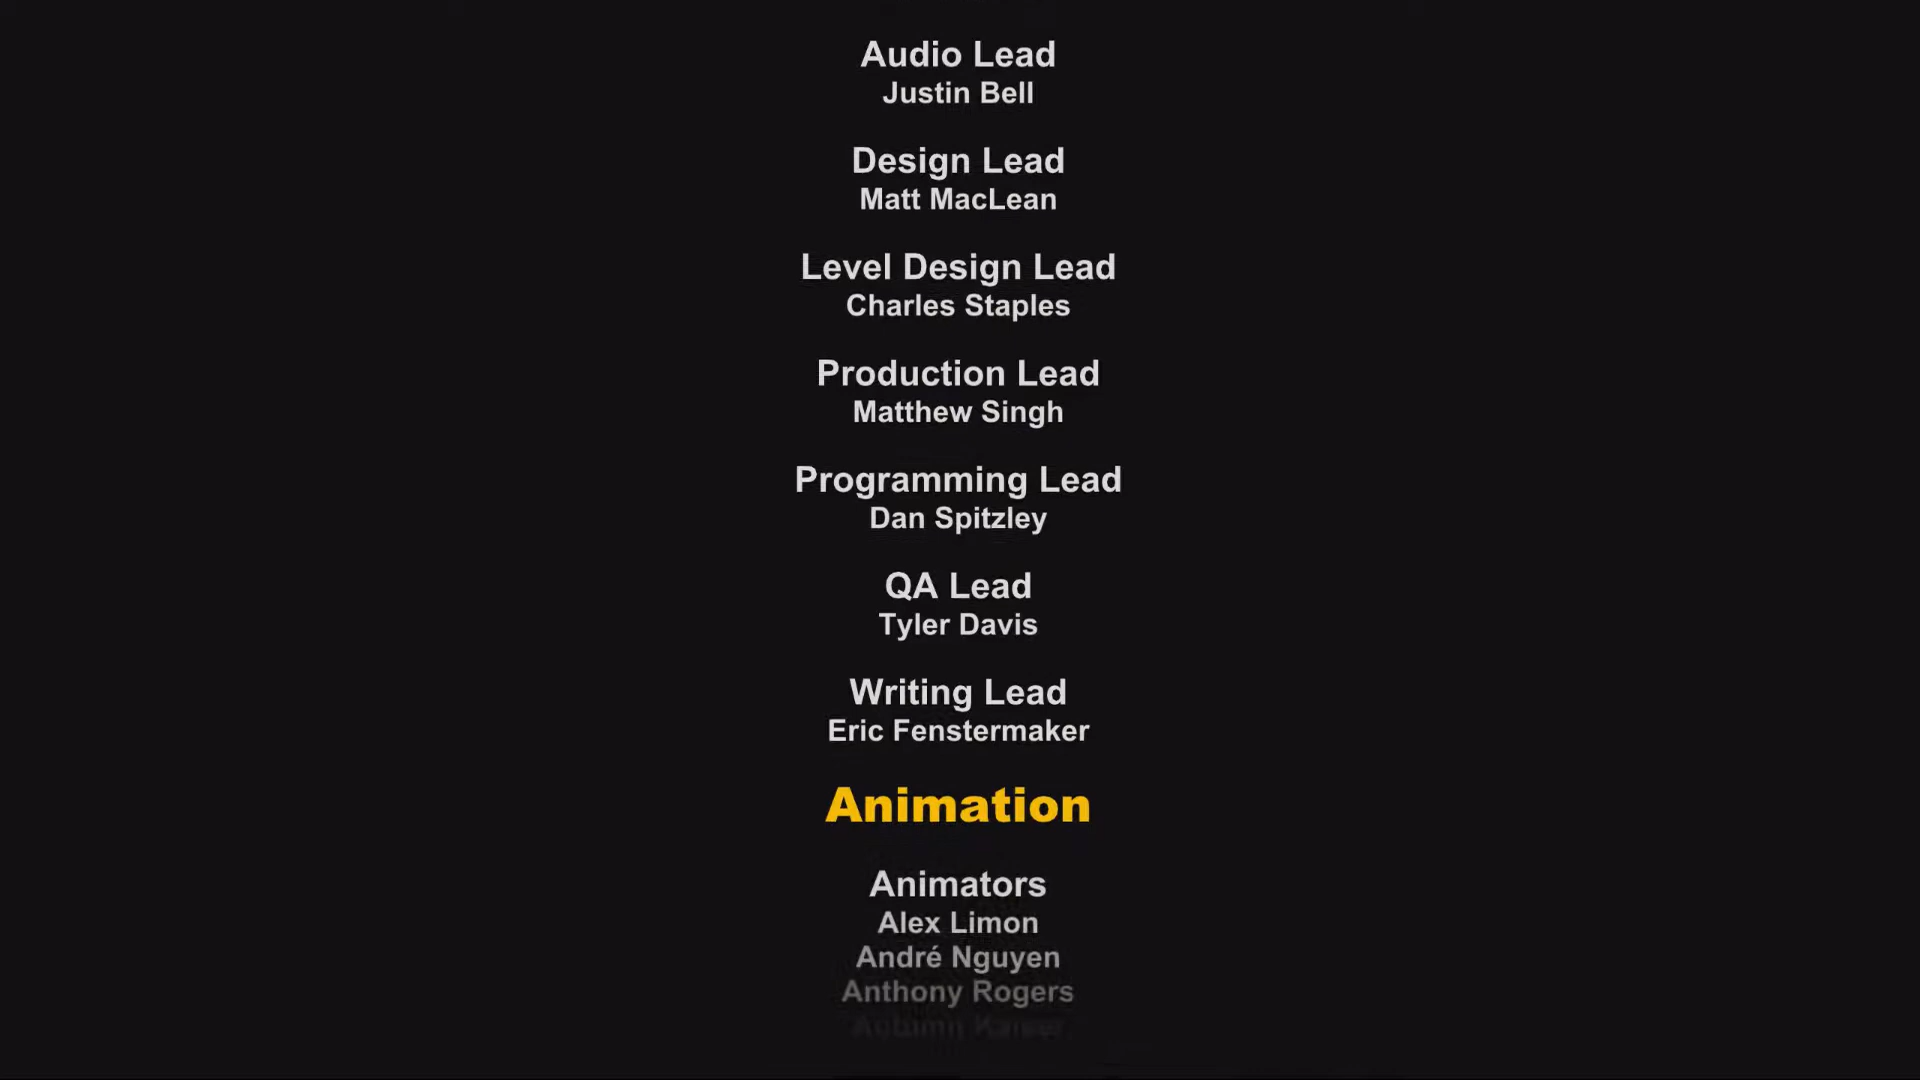 Audio Lead
Justin Bell
Design Lead
Matt MacLean
Level Design Lead
Charles Staples
Production Lead
Matthew Singh
Programming Lead
Dan Spitzley
QA Lead
Tyler Davis
Writing Lead
Eric Fenstermaker
Animation
Animators
Alex Limon
André Nguyen
Anthony Rogers
Autumn